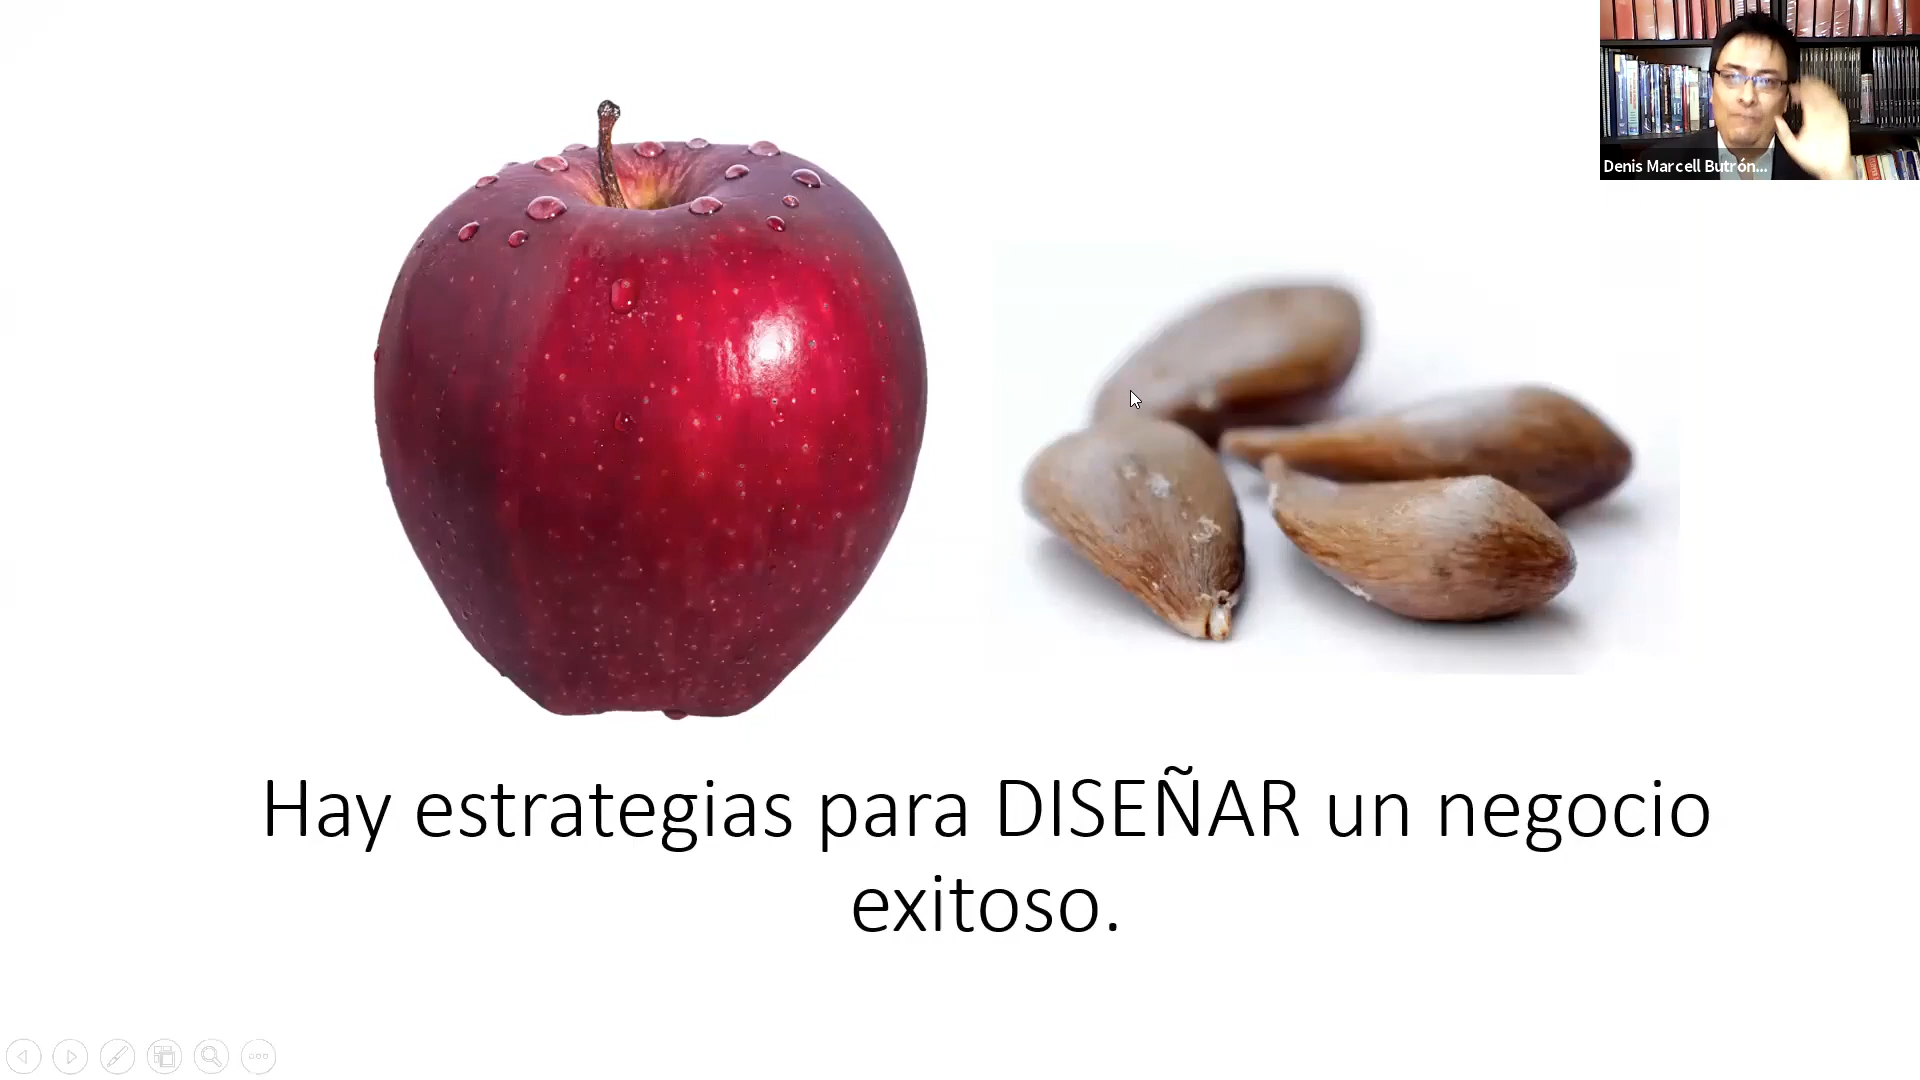 Denis Marcell Butrón...
Hay estrategias para DISEÑAR un negocio
exitoso.